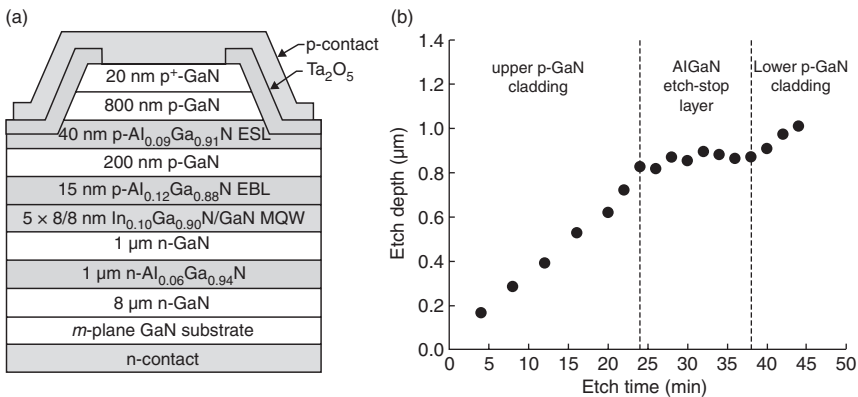 (a)
p-contact
Ta₂O₅
20 nm p⁺-GaN
800 nm p-GaN
40 nm p-Al₀.₀₉Ga₀.₉₁N ESL
200 nm p-GaN
15 nm p-Al₀.₁₂Ga₀.₈₈N EBL
5 × 8/8 nm In₀.₁₀Ga₀.₉₀N/GaN MQW
1 µm n-GaN
1 µm n-Al₀.₀₆Ga₀.₉₄N
8 µm n-GaN
m-plane GaN substrate
n-contact
(b)
1.4
1.2
1.0
0.8
0.6
0.4
0.2
0.0
Etch depth (µm)
upper p-GaN
cladding
AlGaN
etch-stop
layer
Lower p-GaN
cladding
0 5 10 15 20 25 30 35 40 45 50
Etch time (min)